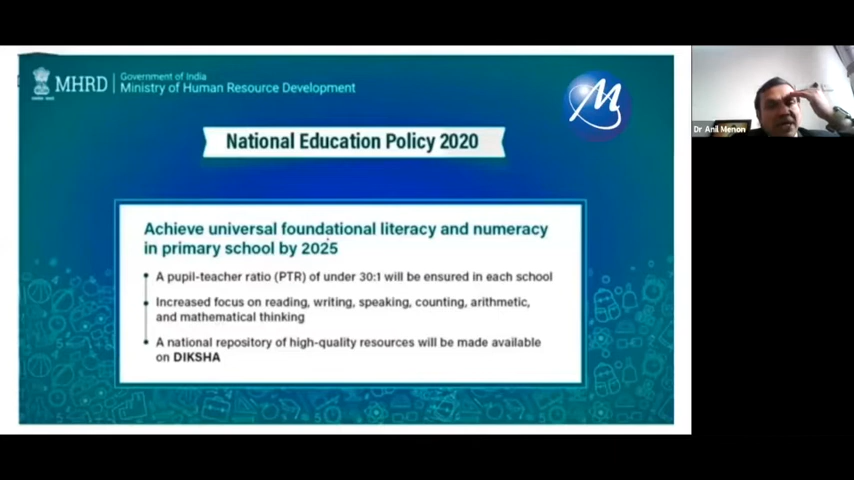 MHRD
Government of India
Ministry of Human Resource Development
M
National Education Policy 2020
Achieve universal foundational literacy and numeracy
in primary school by 2025
• A pupil-teacher ratio (PTR) of under 30:1 will be ensured in each school
• Increased focus on reading, writing, speaking, counting, arithmetic,
and mathematical thinking
• A national repository of high-quality resources will be made available
on DIKSHA
Dr Anil Menon